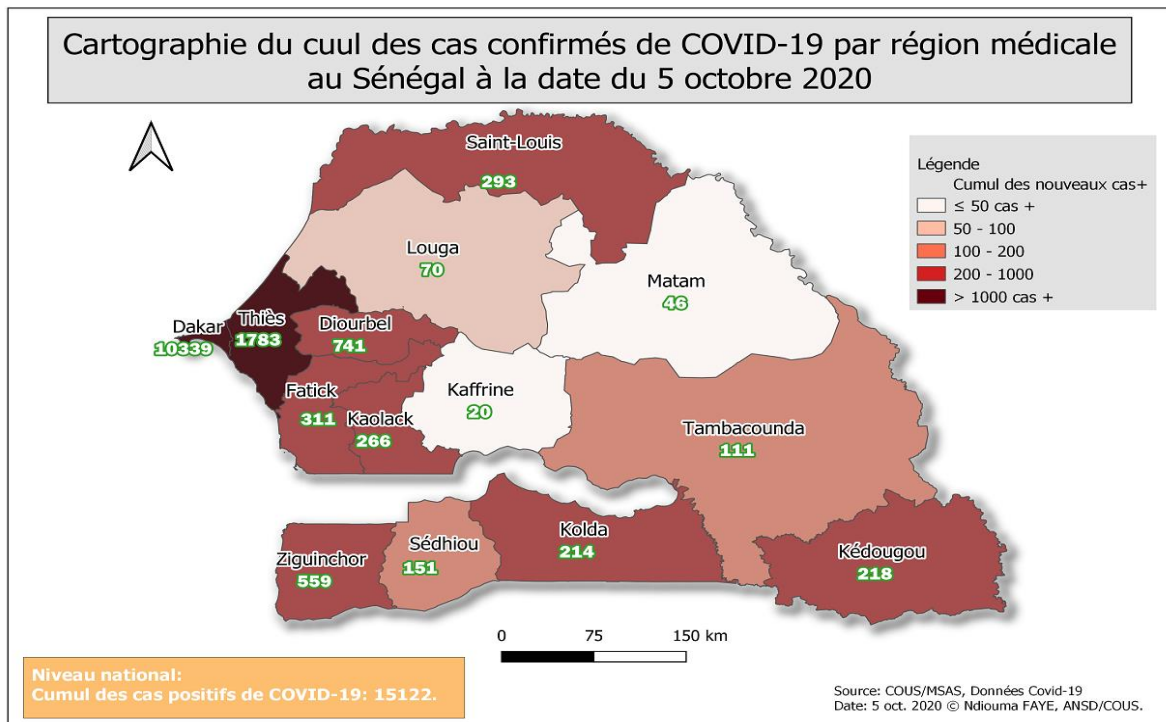 Cartographie du cuul des cas confirmés de COVID-19 par région médicale
au Sénégal à la date du 5 octobre 2020
Saint-Louis
293
Légende
Cumul des nouveaux cas+
≤ 50 cas +
50 - 100
100 - 200
200 - 1000
> 1000 cas +
Louga
70
Matam
46
Dakar
10339
Thiès
1783
Diourbel
741
Fatick
311
Kaolack
266
Kaffrine
20
Tambacounda
111
Ziguinchor
559
Sédhiou
151
Kolda
214
Kédougou
218
0 75 150 km
Niveau national:
Cumul des cas positifs de COVID-19: 15122.
Source: COUS/MSAS, Données Covid-19
Date: 5 oct. 2020 © Ndiouma FAYE, ANSD/COUS.